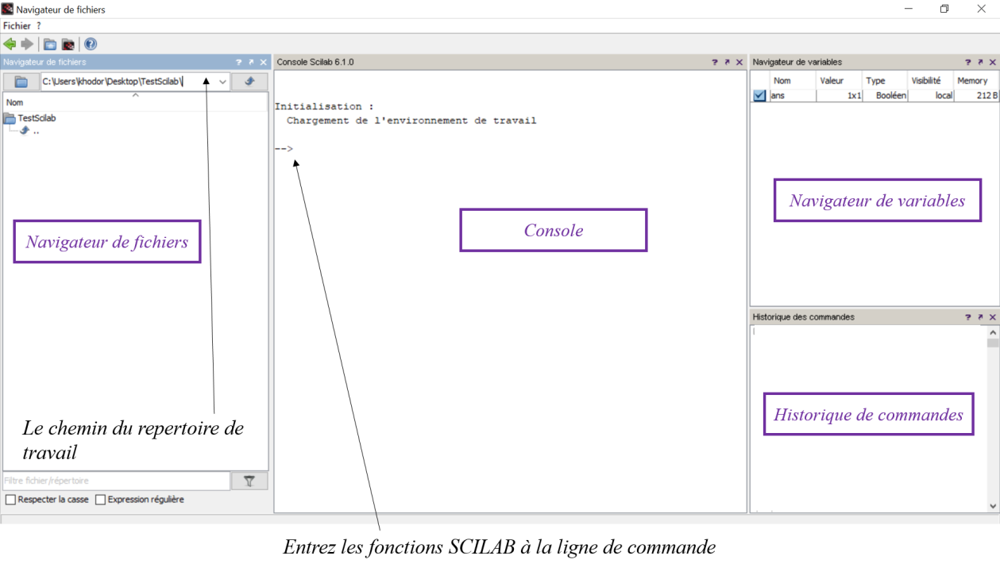 Navigateur de fichiers
Fichier ?
Navigateur de fichiers
C:\Users\khodor\Desktop\TestScilab\
Nom
TestScilab
..
Navigateur de fichiers
Le chemin du repertoire de
travail
Filtre fichier/répertoire
Respecter la casse Expression régulière
Console Scilab 6.1.0
Initialisation :
Chargement de l'environnement de travail
-->
Console
Navigateur de variables
Nom Valeur Type Visibilité Memory
ans 1x1 Booléen local 212 B
Navigateur de variables
Historique des commandes
Historique de commandes
Entrez les fonctions SCILAB à la ligne de commande